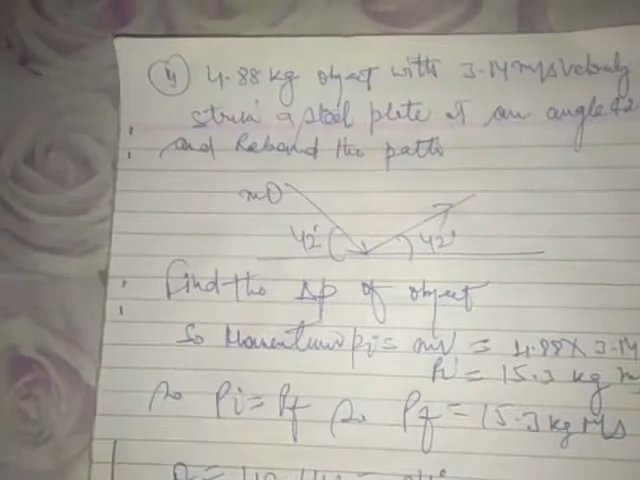 4) 4.88 kg object with 3.14 m/s velocity
a steel plate at an angle 42
and Rebond the path
m
42° 42°
Find the Δp of object
So Momentum Pi = mv = 4.88 x 3.14
Pi = 15.3 kg m
so Pi = Pf so Pf = 15.3 kg m/s